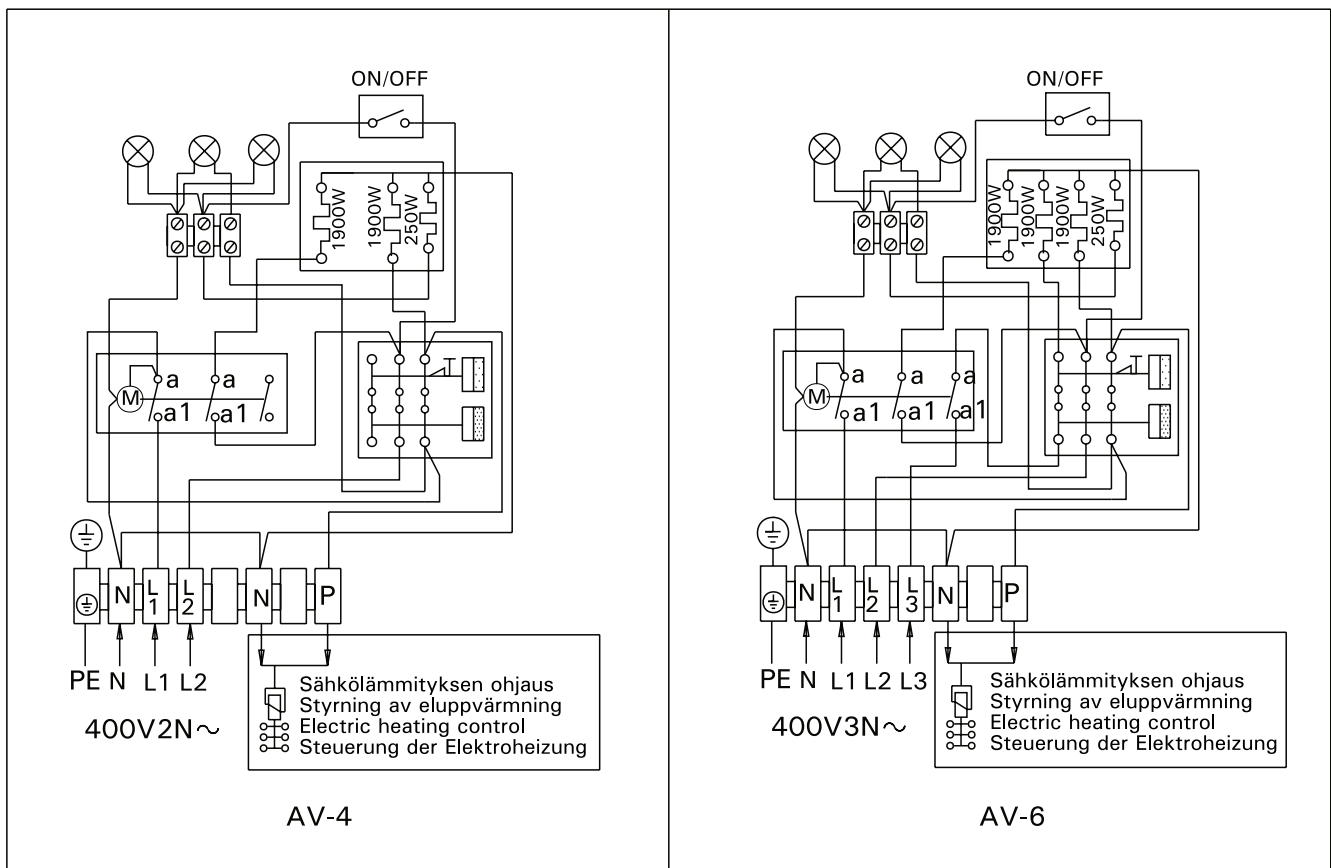 ON/OFF
1900W
1900W
250W
M
a
a
a1
a1
N
L1
L2
N
P
PE N L1 L2
400V2N~
Sähkölämmityksen ohjaus
Styrning av eluppvärmning
Electric heating control
Steuerung der Elektroheizung
AV-4
ON/OFF
1900W
1900W
1900W
250W
M
a
a
a
a1
a1
a1
N
L1
L2
L3
N
P
PE N L1 L2 L3
400V3N~
Sähkölämmityksen ohjaus
Styrning av eluppvärmning
Electric heating control
Steuerung der Elektroheizung
AV-6